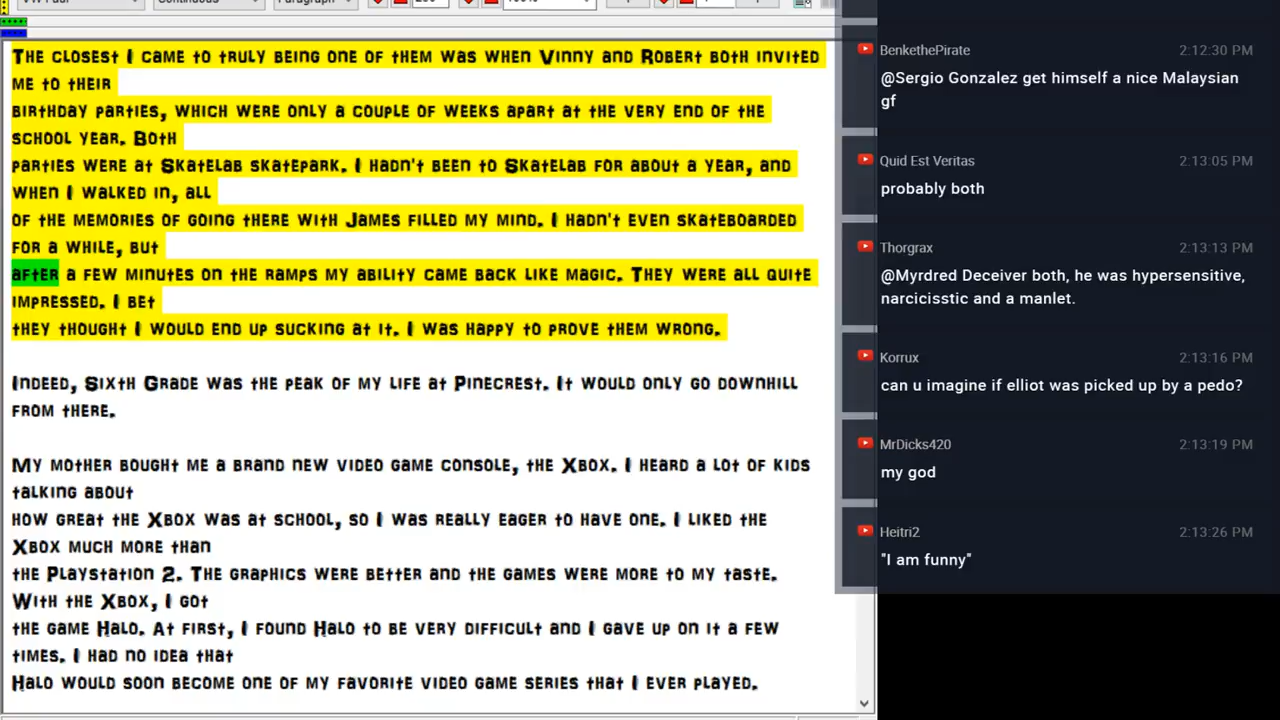 Continuous
Paragraph
The closest I came to truly being one of them was when Vinny and Robert both invited
me to their
birthday parties, which were only a couple of weeks apart at the very end of the
school year. Both
parties were at Skatelab skatepark. I hadn't been to Skatelab for about a year, and
when I walked in, all
of the memories of going there with James filled my mind. I hadn't even skateboarded
for a while, but
after a few minutes on the ramps my ability came back like magic. They were all quite
impressed. I bet
they thought I would end up sucking at it. I was happy to prove them wrong.
Indeed, Sixth Grade was the peak of my life at Pinecrest. It would only go downhill
from there.
My mother bought me a brand new video game console, the Xbox. I heard a lot of kids
talking about
how great the Xbox was at school, so I was really eager to have one. I liked the
Xbox much more than
the Playstation 2. The graphics were better and the games were more to my taste.
With the Xbox, I got
the game Halo. At first, I found Halo to be very difficult and I gave up on it a few
times. I had no idea that
Halo would soon become one of my favorite video game series that I ever played.
BenkethePirate 2:12:30 PM
@Sergio Gonzalez get himself a nice Malaysian
gf
Quid Est Veritas 2:13:05 PM
probably both
Thorgrax 2:13:13 PM
@Myrdred Deceiver both, he was hypersensitive,
narcicisstic and a manlet.
Korrux 2:13:16 PM
can u imagine if elliot was picked up by a pedo?
MrDicks420 2:13:19 PM
my god
Heitri2 2:13:26 PM
"I am funny"